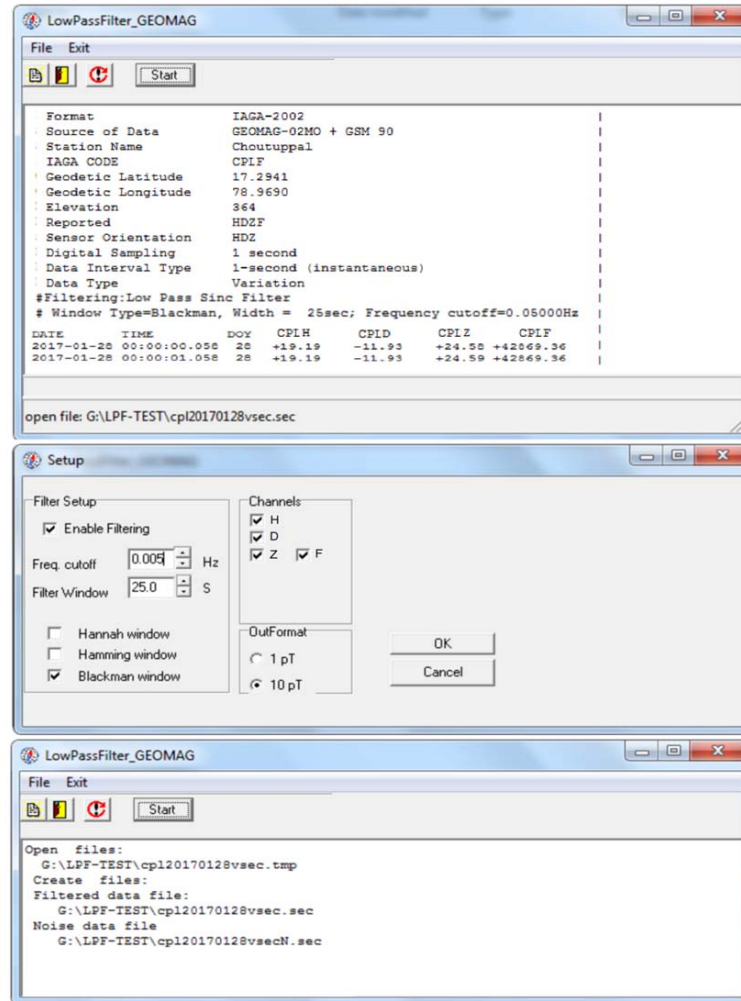 LowPassFilter_GEOMAG
File Exit
Start
Format IAGA-2002 |
Source of Data GEOMAG-02MO + GSM 90 |
Station Name Choutuppal |
IAGA CODE CPLF |
Geodetic Latitude 17.2941 |
Geodetic Longitude 78.9690 |
Elevation 364 |
Reported HDZF |
Sensor Orientation HDZ |
Digital Sampling 1 second |
Data Interval Type 1-second (instantaneous) |
Data Type Variation |
#Filtering:Low Pass Sinc Filter |
# Window Type=Blackman, Width = 25sec; Frequency cutoff=0.05000Hz |
DATE TIME DOY CPLH CPLD CPLZ CPLF |
2017-01-28 00:00:00.058 28 +19.19 -11.93 +24.58 +42869.36 |
2017-01-28 00:00:01.058 28 +19.19 -11.93 +24.59 +42869.36 |
open file: G:\LPF-TEST\cpl20170128vsec.sec
Setup
Filter Setup
Enable Filtering
Freq. cutoff 0.005 Hz
Filter Window 25.0 S
Hannah window
Hamming window
Blackman window
Channels
H
D
Z F
OutFormat
1 pT
10 pT
OK
Cancel
LowPassFilter_GEOMAG
File Exit
Start
Open files:
G:\LPF-TEST\cpl20170128vsec.tmp
Create files:
Filtered data file:
G:\LPF-TEST\cpl20170128vsec.sec
Noise data file
G:\LPF-TEST\cpl20170128vsecN.sec